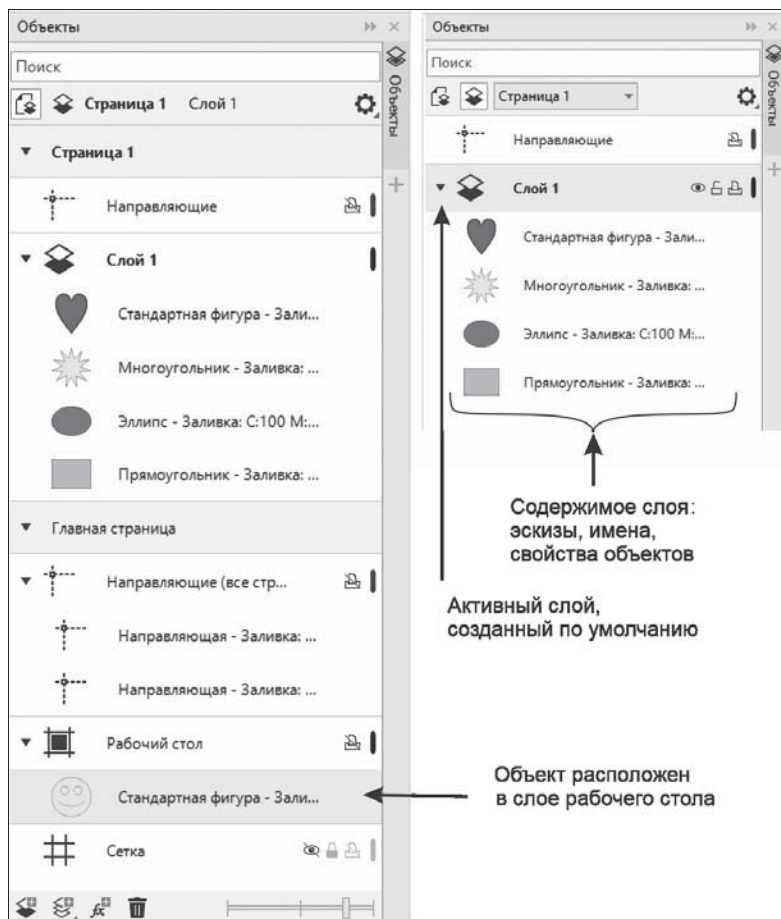 Объекты
Поиск
Страница 1 Слой 1
Страница 1
Направляющие
Слой 1
Стандартная фигура - Зали...
Многоугольник - Заливка: ...
Эллипс - Заливка: C:100 M:...
Прямоугольник - Заливка: ...
Главная страница
Направляющие (все стр...
Направляющая - Заливка: ...
Направляющая - Заливка: ...
Рабочий стол
Стандартная фигура - Зали...
Сетка
Объекты
Объекты
Поиск
Страница 1
Направляющие
Слой 1
Стандартная фигура - Зали...
Многоугольник - Заливка: ...
Эллипс - Заливка: C:100 M:...
Прямоугольник - Заливка: ...
Объекты
Содержимое слоя:
эскизы, имена,
свойства объектов
Активный слой,
созданный по умолчанию
Объект расположен
в слое рабочего стола